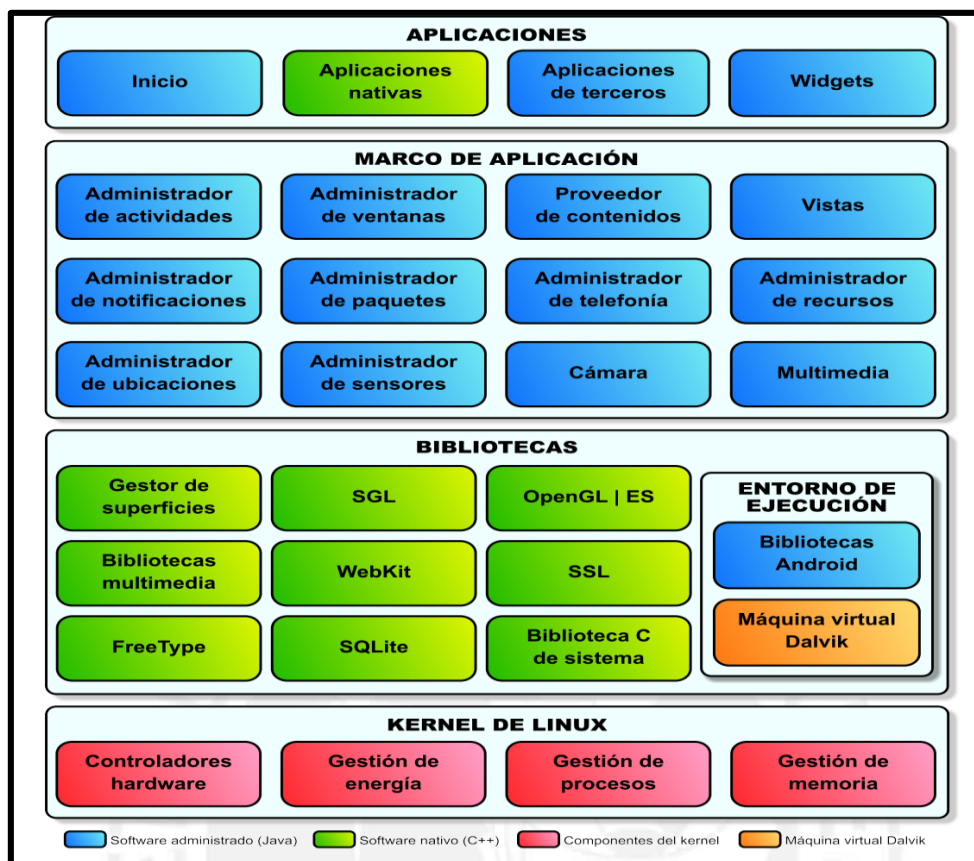 APLICACIONES
Inicio
Aplicaciones
nativas
Aplicaciones
de terceros
Widgets
MARCO DE APLICACIÓN
Administrador
de actividades
Administrador
de ventanas
Proveedor
de contenidos
Vistas
Administrador
de notificaciones
Administrador
de paquetes
Administrador
de telefonía
Administrador
de recursos
Administrador
de ubicaciones
Administrador
de sensores
Cámara
Multimedia
BIBLIOTECAS
Gestor de
superficies
SGL
OpenGL | ES
Bibliotecas
multimedia
WebKit
SSL
FreeType
SQLite
Biblioteca C
de sistema
ENTORNO DE
EJECUCIÓN
Bibliotecas
Android
Máquina virtual
Dalvik
KERNEL DE LINUX
Controladores
hardware
Gestión de
energía
Gestión de
procesos
Gestión de
memoria
Software administrado (Java)
Software nativo (C++)
Componentes del kernel
Máquina virtual Dalvik